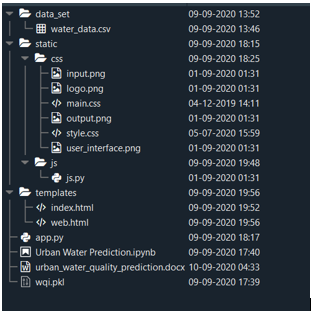 data_set 09-09-2020 13:52
water_data.csv 09-09-2020 13:46
static 09-09-2020 18:15
css 09-09-2020 18:25
input.png 01-09-2020 01:31
logo.png 01-09-2020 01:31
main.css 04-12-2019 14:11
output.png 01-09-2020 01:31
style.css 05-07-2020 15:59
user_interface.png 01-09-2020 01:31
js 09-09-2020 19:48
js.py 01-09-2020 01:31
templates 09-09-2020 19:56
index.html 09-09-2020 19:52
web.html 09-09-2020 19:56
app.py 09-09-2020 18:17
Urban Water Prediction.ipynb 09-09-2020 17:40
urban_water_quality_prediction.docx 10-09-2020 04:33
wqi.pkl 09-09-2020 17:39